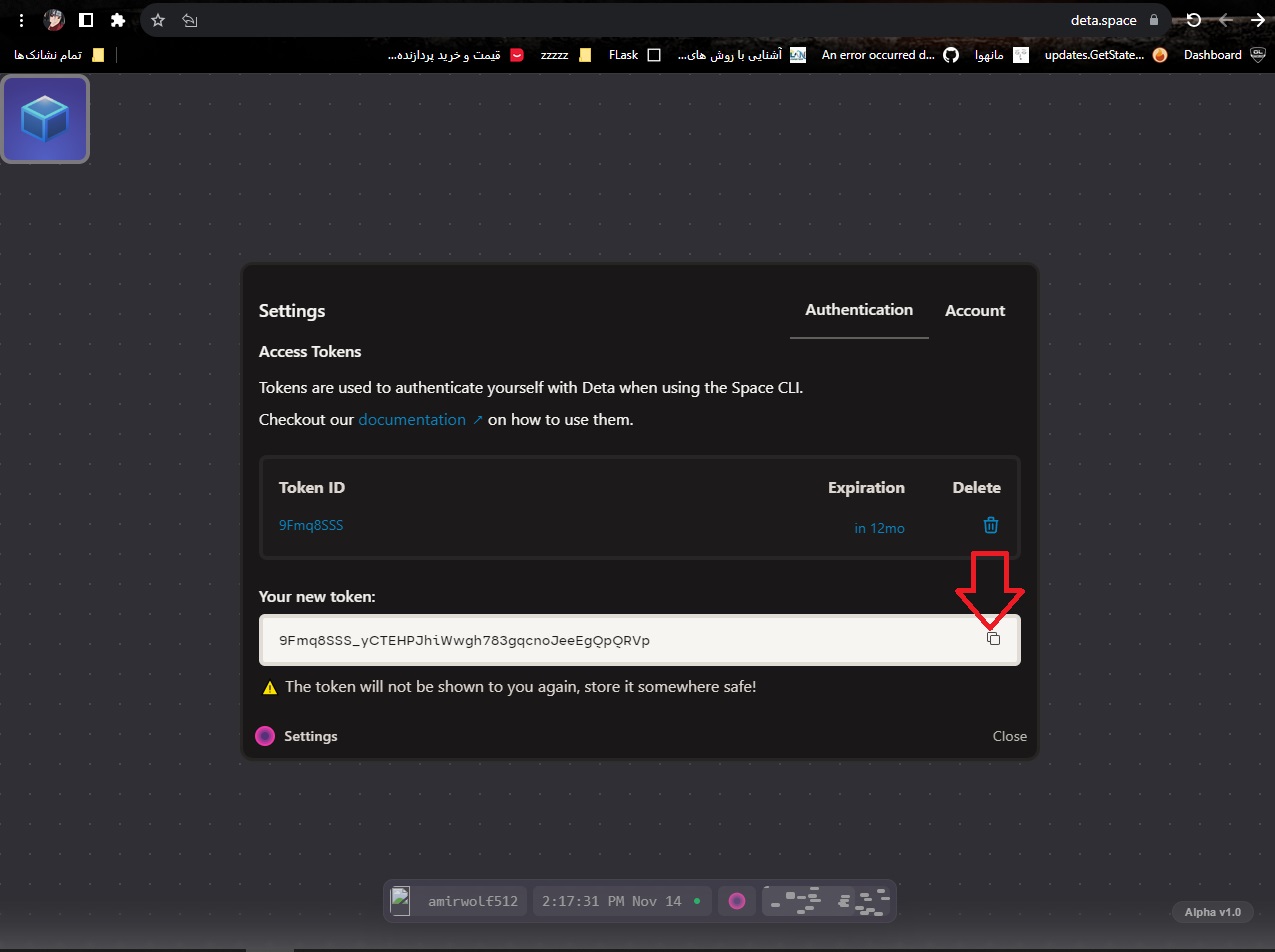 deta.space
Dashboard
updates.GetState...
مانهوا
An error occurred d...
آشنایی با روش های...
FLask
zzzzz
قیمت و خرید پردازنده...
تمام نشانک‌ها
Settings
Authentication
Account
Access Tokens
Tokens are used to authenticate yourself with Deta when using the Space CLI.
Checkout our documentation ↗ on how to use them.
Token ID
Expiration
Delete
9Fmq8SSS
in 12mo
Your new token:
9Fmq8SSS_yCTEHPJhiWwgh783gqcnoJeeEgQpQRVp
The token will not be shown to you again, store it somewhere safe!
Settings
Close
amirwolf512
2:17:31 PM Nov 14
Alpha v1.0